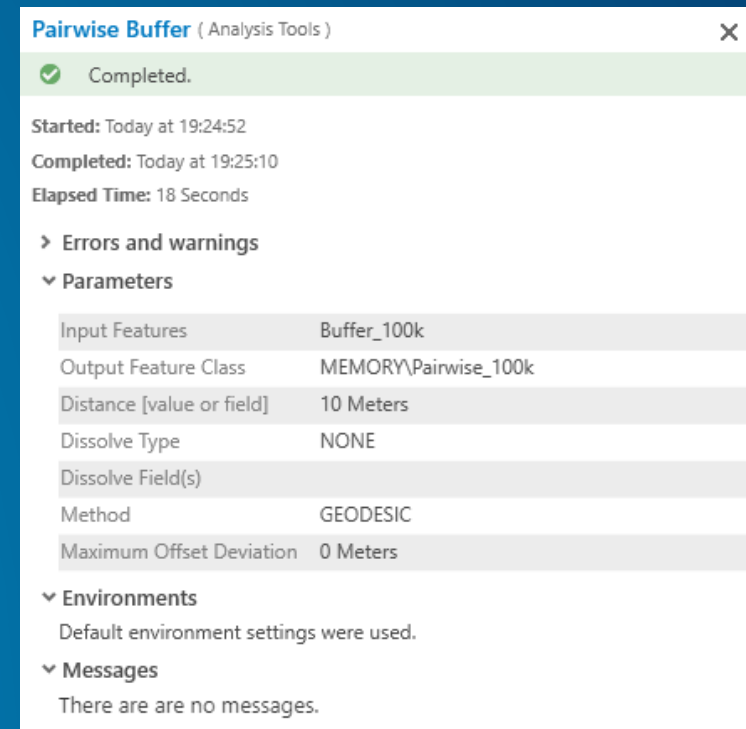 Pairwise Buffer ( Analysis Tools )
Completed.
Started: Today at 19:24:52
Completed: Today at 19:25:10
Elapsed Time: 18 Seconds
Errors and warnings
Parameters
Input Features Buffer_100k
Output Feature Class MEMORY\Pairwise_100k
Distance [value or field] 10 Meters
Dissolve Type NONE
Dissolve Field(s)
Method GEODESIC
Maximum Offset Deviation 0 Meters
Environments
Default environment settings were used.
Messages
There are are no messages.